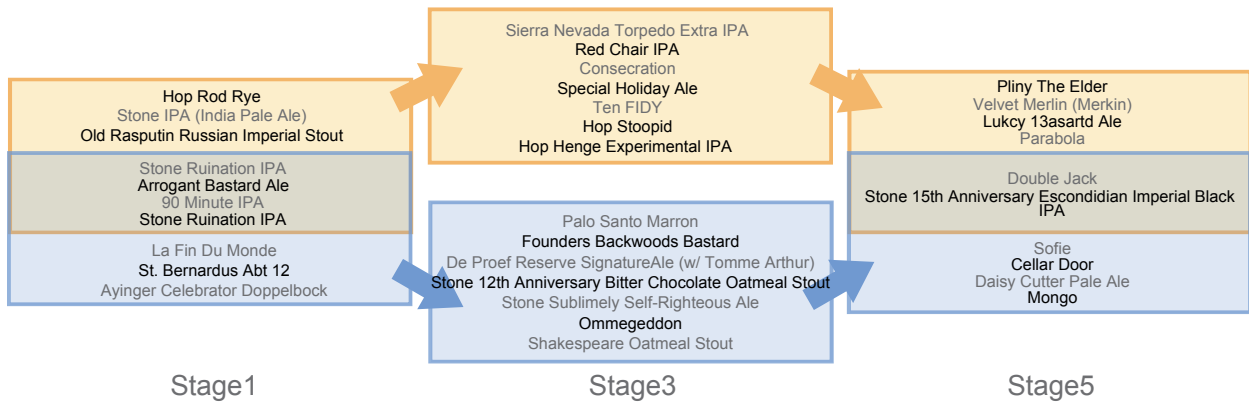 Hop Rod Rye
Stone IPA (India Pale Ale)
Old Rasputin Russian Imperial Stout
Stone Ruination IPA
Arrogant Bastard Ale
90 Minute IPA
Stone Ruination IPA
La Fin Du Monde
St. Bernardus Abt 12
Ayinger Celebrator Doppelbock
Stage1
Sierra Nevada Torpedo Extra IPA
Red Chair IPA
Consecration
Special Holiday Ale
Ten FIDY
Hop Stoopid
Hop Henge Experimental IPA
Palo Santo Marron
Founders Backwoods Bastard
De Proef Reserve SignatureAle (w/ Tomme Arthur)
Stone 12th Anniversary Bitter Chocolate Oatmeal Stout
Stone Sublimely Self-Righteous Ale
Ommegeddon
Shakespeare Oatmeal Stout
Stage3
Pliny The Elder
Velvet Merlin (Merkin)
Lukcy 13asartd Ale
Parabola
Double Jack
Stone 15th Anniversary Escondidian Imperial Black
IPA
Sofie
Cellar Door
Daisy Cutter Pale Ale
Mongo
Stage5